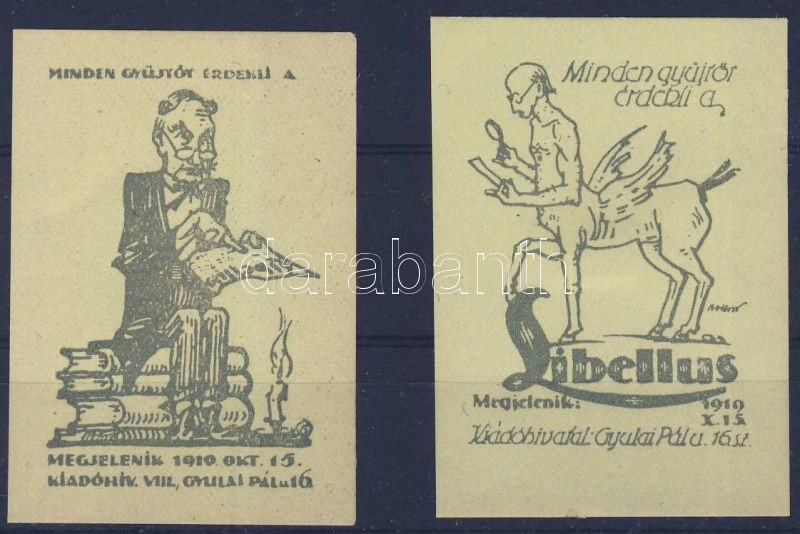 MINDEN GYŰJTŐT ÉRDEKLI A
MEGJELENIK 1919. OKT. 15.
KIADÓHIV. VIII., GYULAI PÁL u 16
Minden gyűjtőt
érdekli a
Libellus
Megjelenik: 1919
X. 15
Kiadóhivatal: Gyulai Pál u. 16 sz.
darabanth